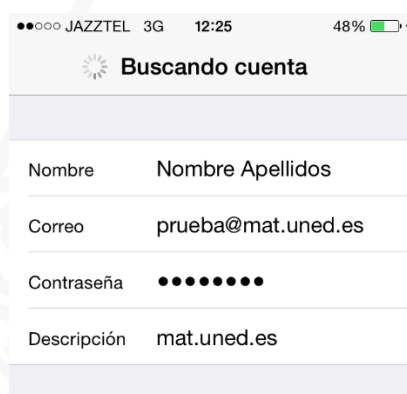 ●●○○○ JAZZTEL 3G 12:25 48%
Buscando cuenta
Nombre Nombre Apellidos
Correo prueba@mat.uned.es
Contraseña ●●●●●●●●
Descripción mat.uned.es